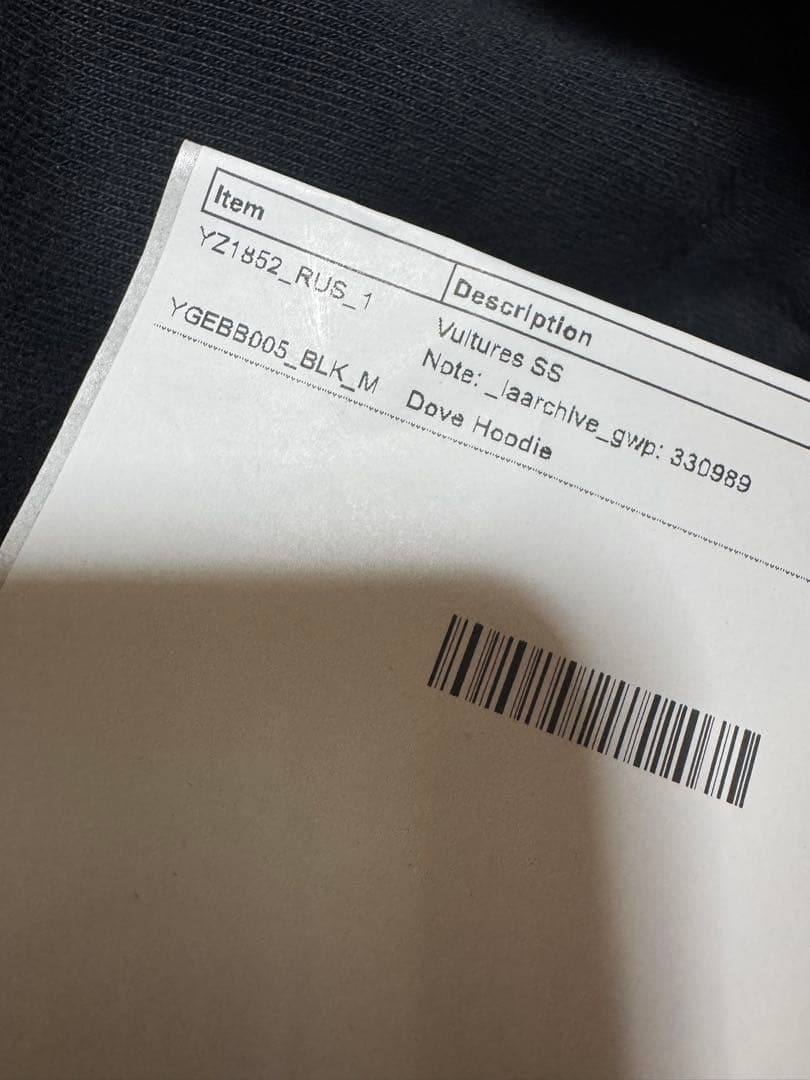 Item Description
YZ1852_RUS_1 Vultures SS
Note: _laarchive_gwp: 330989
YGEBB005_BLK_M Dove Hoodie